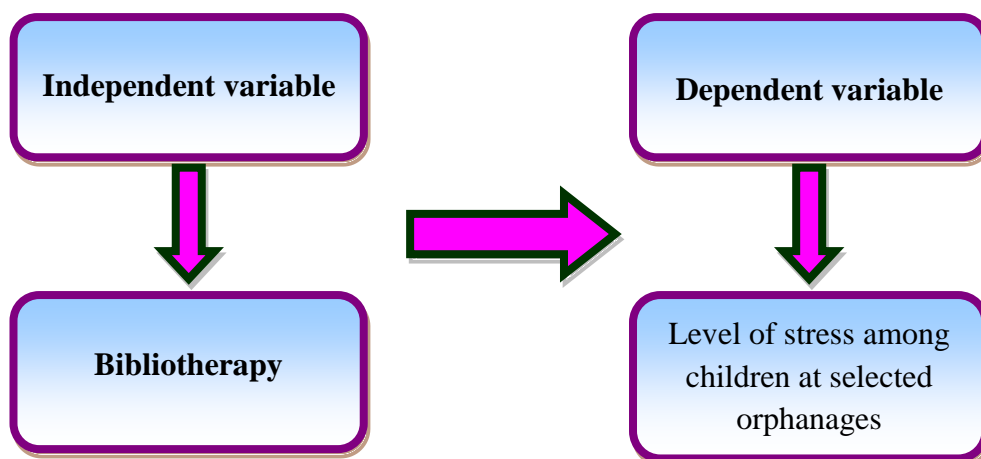 Independent variable
Dependent variable
Bibliotherapy
Level of stress among
children at selected
orphanages